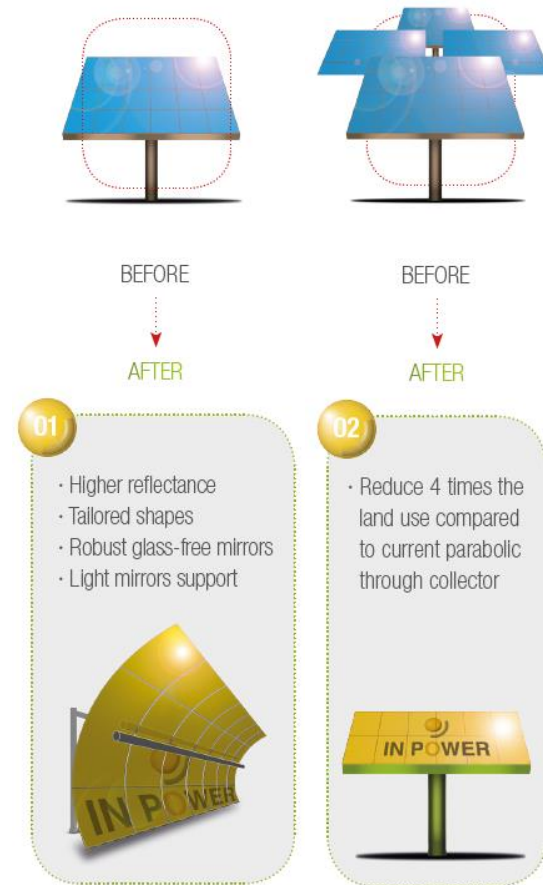 BEFORE
AFTER
01
· Higher reflectance
· Tailored shapes
· Robust glass-free mirrors
· Light mirrors support
IN POWER
BEFORE
AFTER
02
· Reduce 4 times the
land use compared
to current parabolic
through collector
IN POWER